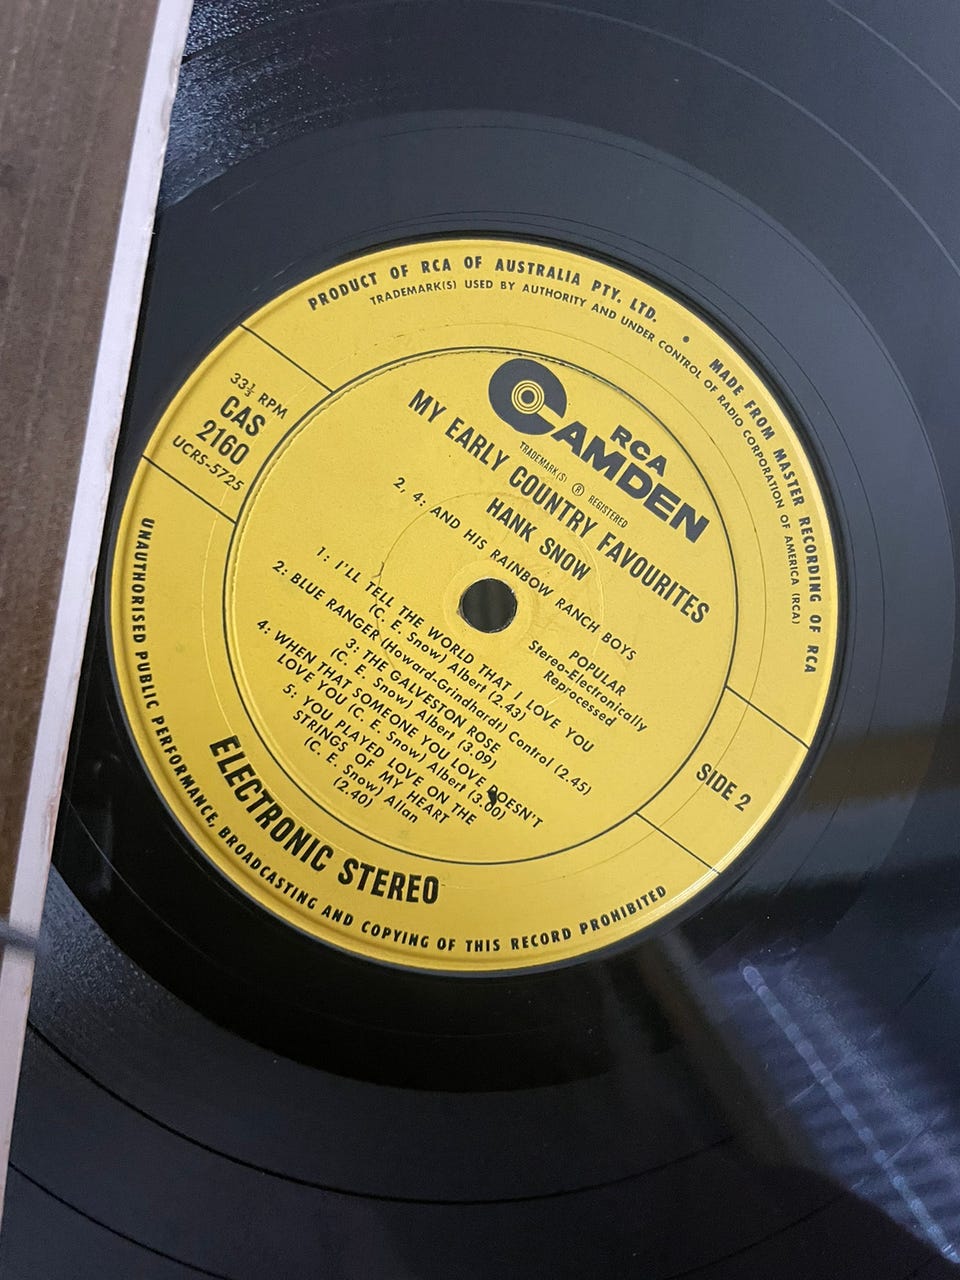 PRODUCT OF RCA OF AUSTRALIA PTY. LTD. • MADE FROM MASTER RECORDING OF RCA
TRADEMARK(S) USED BY AUTHORITY AND UNDER CONTROL OF RADIO CORPORATION OF AMERICA (RCA)
33⅓ RPM
CAS
2160
UCRS-5725
RCA
CAMDEN
TRADEMARK(S) ® REGISTERED
MY EARLY COUNTRY FAVOURITES
HANK SNOW
2, 4: AND HIS RAINBOW RANCH BOYS
POPULAR
Stereo-Electronically
Reprocessed
1: I'LL TELL THE WORLD THAT I LOVE YOU
(C. E. Snow) Albert (2.43)
2: BLUE RANGER (Howard-Grindhardt) Control (2.45)
3: THE GALVESTON ROSE
(C. E. Snow) Albert (3.09)
4: WHEN THAT SOMEONE YOU LOVE DOESN'T
LOVE YOU (C. E. Snow) Albert (3.00)
5: YOU PLAYED LOVE ON THE
STRINGS OF MY HEART
(C. E. Snow) Allan
(2.40)
SIDE 2
ELECTRONIC STEREO
UNAUTHORISED PUBLIC PERFORMANCE, BROADCASTING AND COPYING OF THIS RECORD PROHIBITED